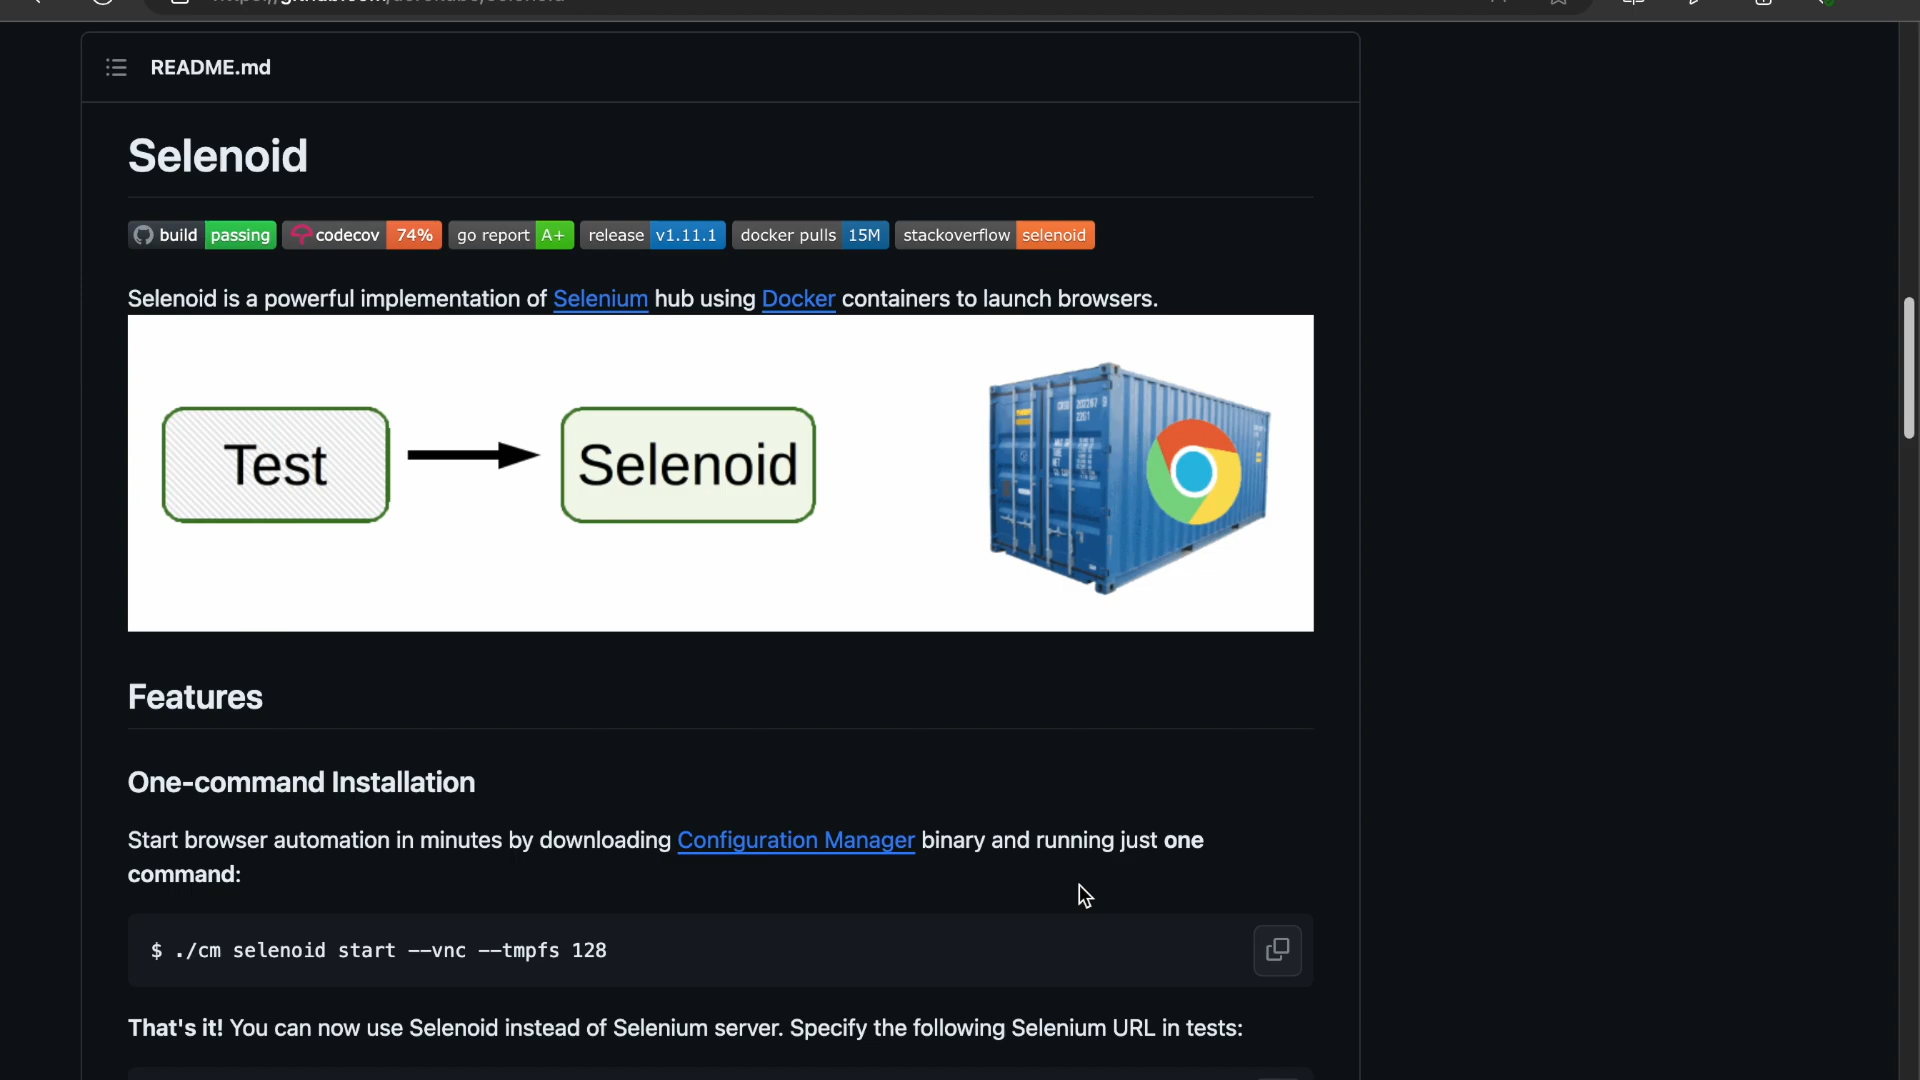 README.md
Selenoid
build passing codecov 74% go report A+ release v1.11.1 docker pulls 15M stackoverflow selenoid
Selenoid is a powerful implementation of Selenium hub using Docker containers to launch browsers.
Test Selenoid
Features
One-command Installation
Start browser automation in minutes by downloading Configuration Manager binary and running just one
command:
$ ./cm selenoid start --vnc --tmpfs 128
That's it! You can now use Selenoid instead of Selenium server. Specify the following Selenium URL in tests: